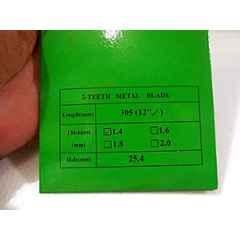 2-TEETH METAL BLADE
Length(mm) 305 (12"✓)
Thickness ☑1.4 ☐1.6
(mm) ☐1.8 ☐2.0
Hole(mm) 25.4